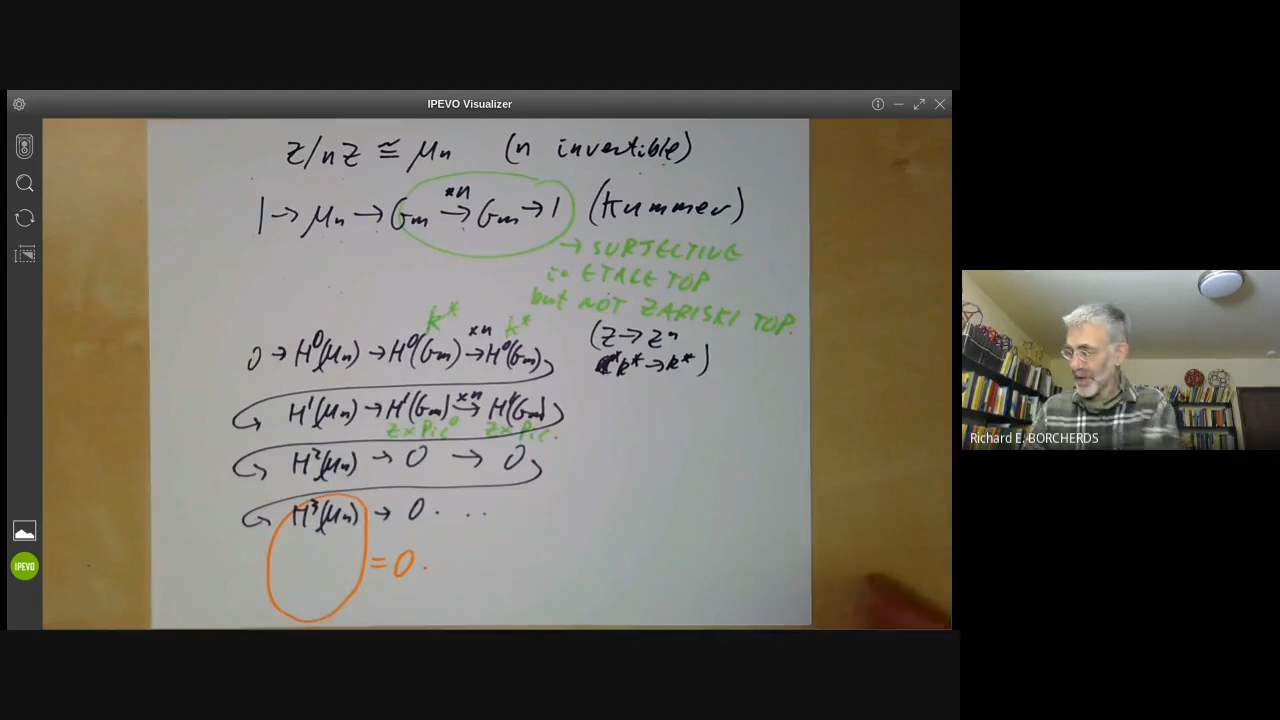 IPEVO Visualizer
Z/nZ ≅ μn (n invertible)
1 → μn → Gm →^{×n} Gm → 1 (Kummer)
→ SURJECTIVE
in ETALE TOP
but NOT ZARISKI TOP.
k* ×n k*
0 → H⁰(μn) → H⁰(Gm) → H⁰(Gm) (Z → Zⁿ
k* → k*)
H¹(μn) → H¹(Gm) →^{×n} H¹(Gm)
Z × Pic⁰ Z × Pic.
H²(μn) → 0 → 0
H³(μn) → 0 . . .
= 0.
IPEVO
Richard E. BORCHERDS